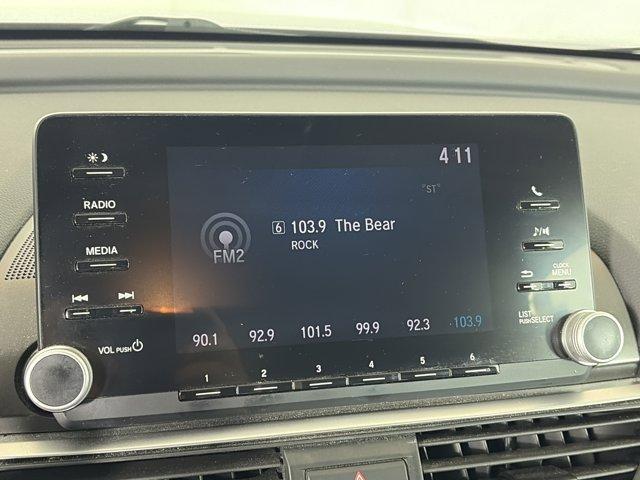 4:11
RADIO
"ST"
6 103.9 The Bear
ROCK
FM2
MEDIA
CLOCK
MENU
VOL PUSH
LIST
PUSH SELECT
90.1 92.9 101.5 99.9 92.3 103.9
1 2 3 4 5 6